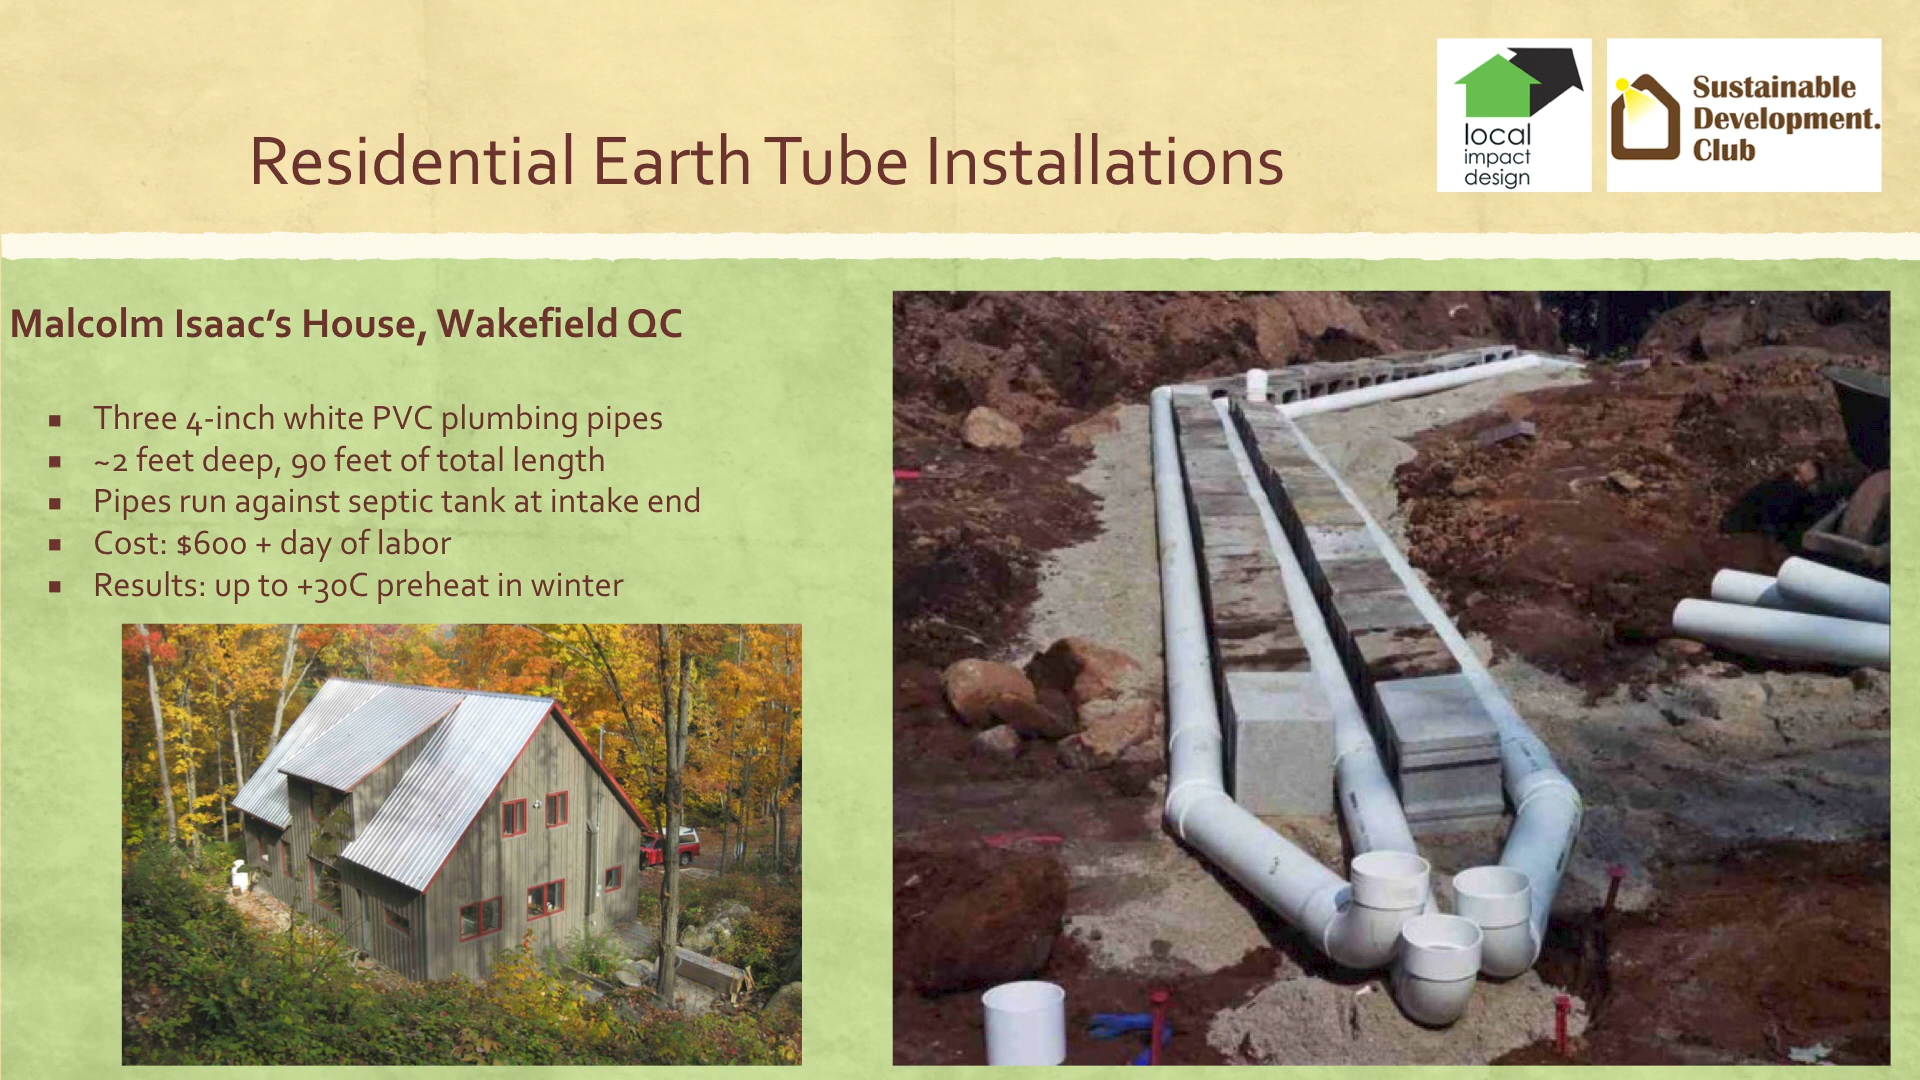 Residential Earth Tube Installations
local
impact
design
Sustainable
Development.
Club
Malcolm Isaac’s House, Wakefield QC
▪ Three 4-inch white PVC plumbing pipes
▪ ~2 feet deep, 90 feet of total length
▪ Pipes run against septic tank at intake end
▪ Cost: $600 + day of labor
▪ Results: up to +30C preheat in winter